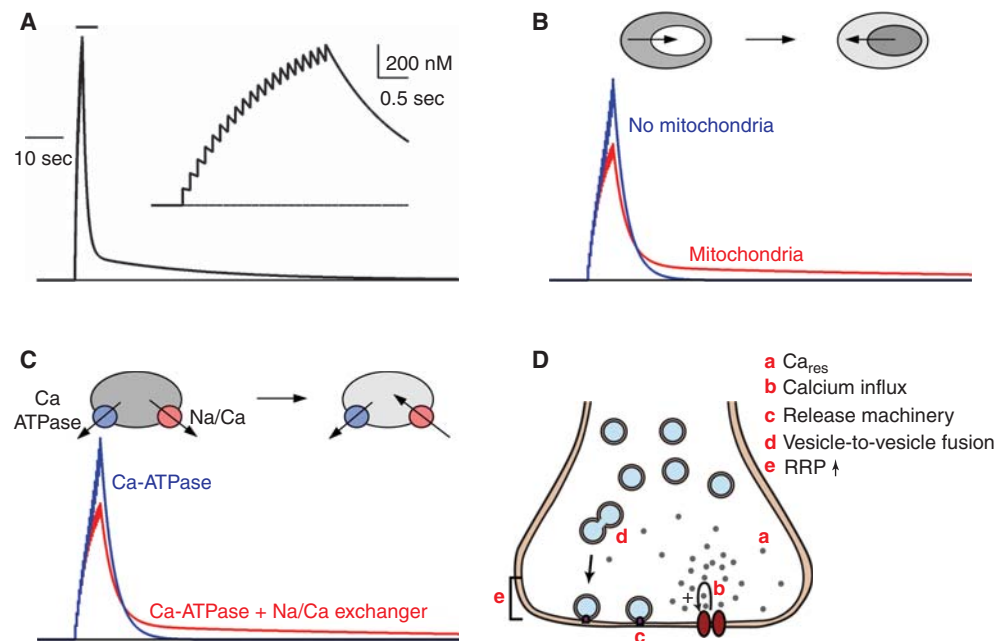 A
200 nM
0.5 sec
10 sec
B
No mitochondria
Mitochondria
C
Ca
ATPase
Na/Ca
Ca-ATPase
Ca-ATPase + Na/Ca exchanger
D
a Ca_res
b Calcium influx
c Release machinery
d Vesicle-to-vesicle fusion
e RRP ↑
d
a
b
+
e
c